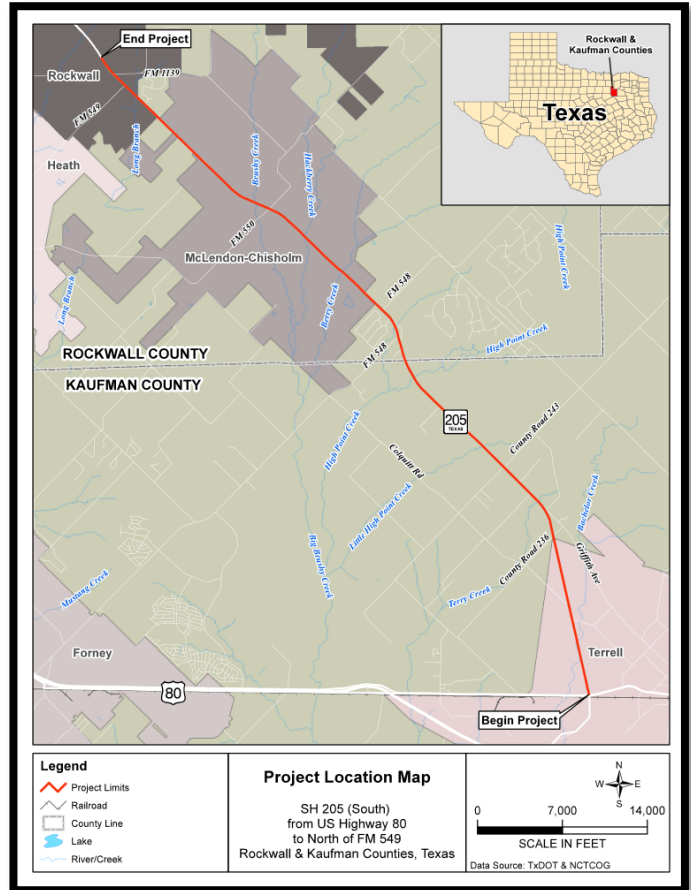 End Project
Rockwall &
Kaufman Counties
Texas
Rockwall
FM 1139
FM 549
Long Branch
Brushy Creek
Hackberry Creek
Heath
FM 550
McLendon-Chisholm
High Point Creek
Long Branch
Berry Creek
FM 548
High Point Creek
FM 548
ROCKWALL COUNTY
KAUFMAN COUNTY
205
TEXAS
County Road 243
High Point Creek
Colquitt Rd
Bachelor Creek
Little High Point Creek
Big Brushy Creek
County Road 236
Griffith Ave
Mustang Creek
Terry Creek
Forney
Terrell
80
Begin Project
Legend
Project Limits
Railroad
County Line
Lake
River/Creek
Project Location Map
SH 205 (South)
from US Highway 80
to North of FM 549
Rockwall & Kaufman Counties, Texas
N
W E
S
0 7,000 14,000
SCALE IN FEET
Data Source: TxDOT & NCTCOG